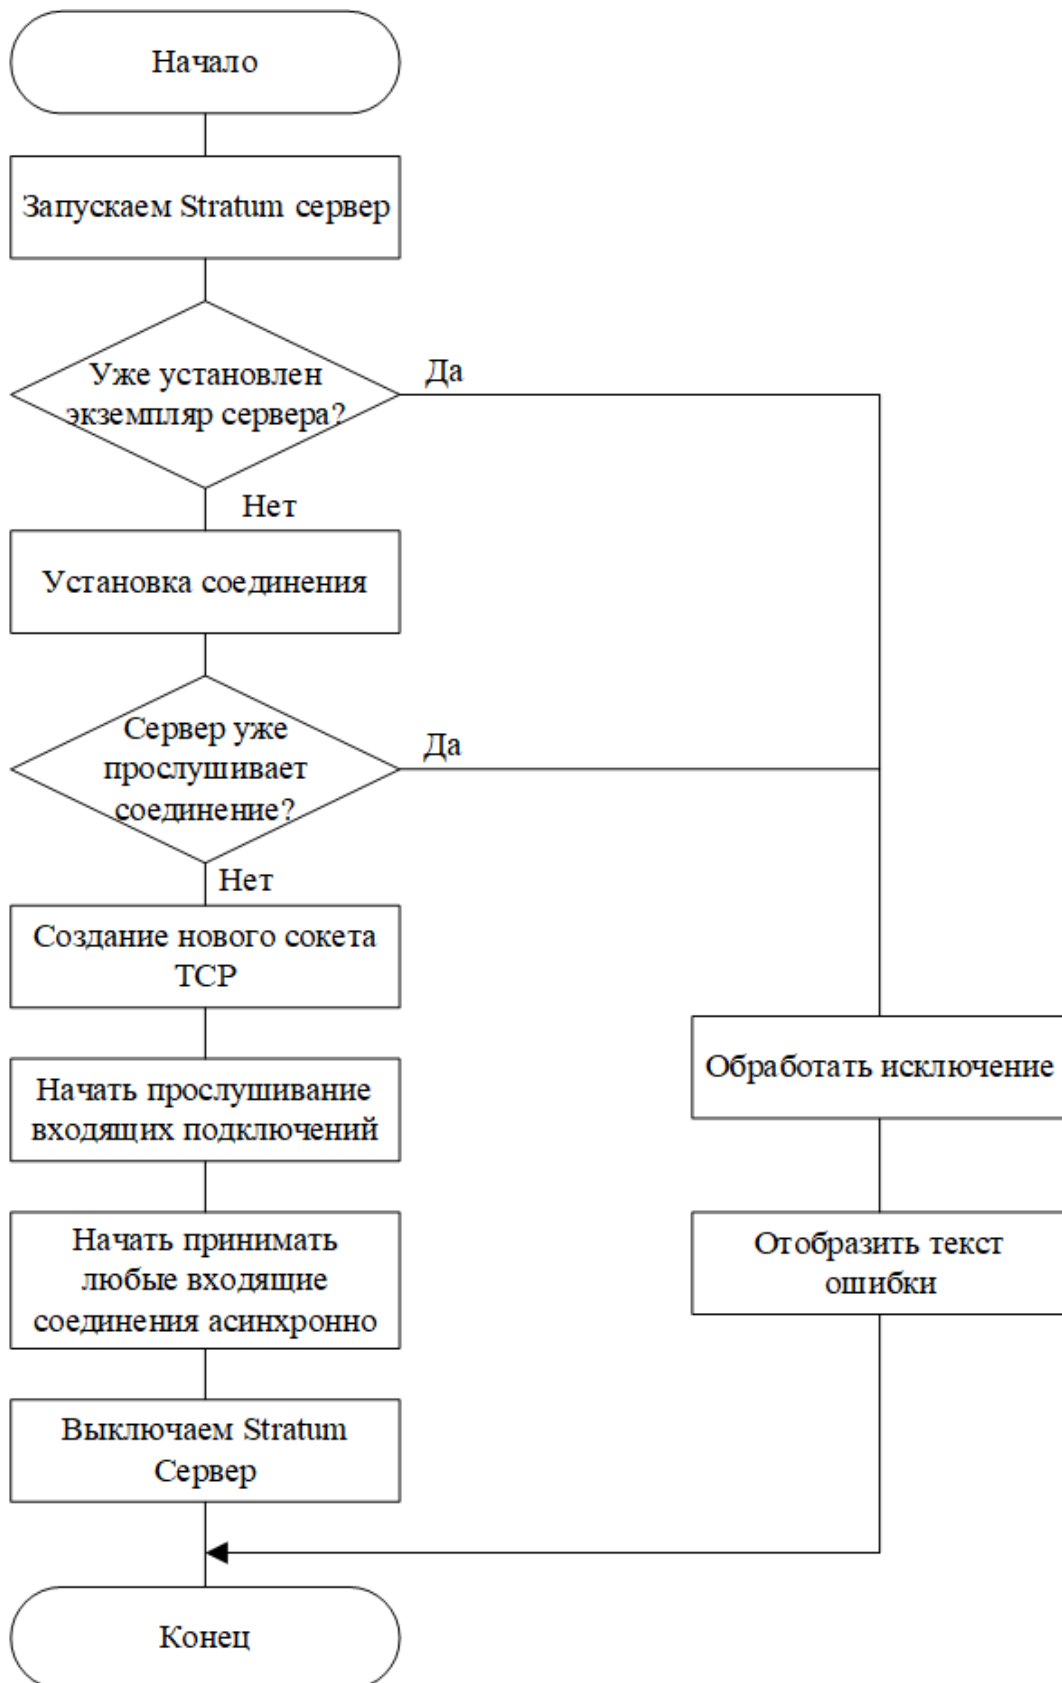 Начало
Запускаем Stratum сервер
Уже установлен
экземпляр сервера?
Да
Нет
Установка соединения
Сервер уже
прослушивает
соединение?
Да
Нет
Создание нового сокета
TCP
Начать прослушивание
входящих подключений
Обработать исключение
Начать принимать
любые входящие
соединения асинхронно
Отобразить текст
ошибки
Выключаем Stratum
Сервер
Конец